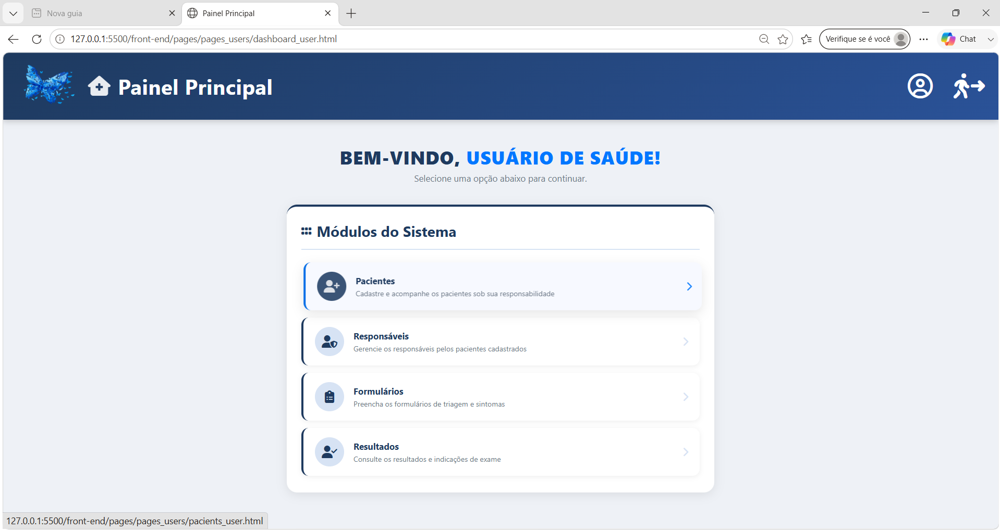 Nova guia
Painel Principal
127.0.0.1:5500/front-end/pages/pages_users/dashboard_user.html
Verifique se é você
Chat
Painel Principal
BEM-VINDO, USUÁRIO DE SAÚDE!
Selecione uma opção abaixo para continuar.
Módulos do Sistema
Pacientes
Cadastre e acompanhe os pacientes sob sua responsabilidade
Responsáveis
Gerencie os responsáveis pelos pacientes cadastrados
Formulários
Preencha os formulários de triagem e sintomas
Resultados
Consulte os resultados e indicações de exame
127.0.0.1:5500/front-end/pages/pages_users/pacients_user.html